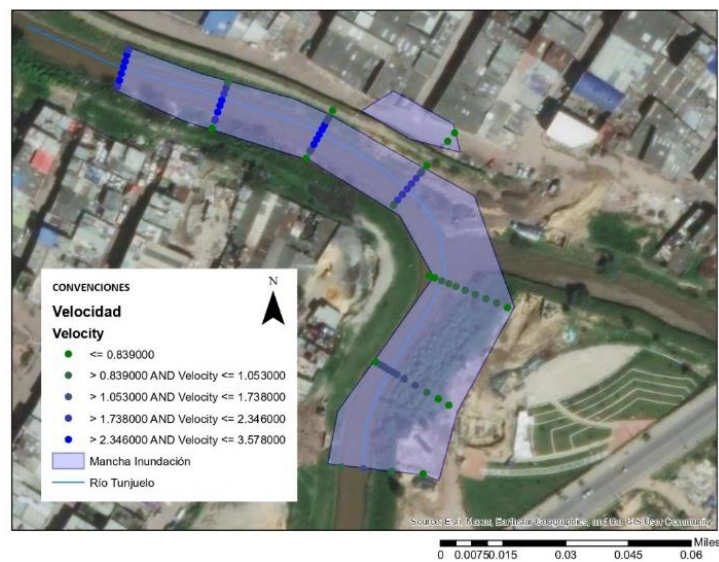 CONVENCIONES
N
Velocidad
Velocity
<= 0.839000
> 0.839000 AND Velocity <= 1.053000
> 1.053000 AND Velocity <= 1.738000
> 1.738000 AND Velocity <= 2.346000
> 2.346000 AND Velocity <= 3.578000
Mancha Inundación
Río Tunjuelo
Source: Esri, Maxar, Earthstar Geographics, and the GIS User Community
Miles
0 0.0075 0.015 0.03 0.045 0.06